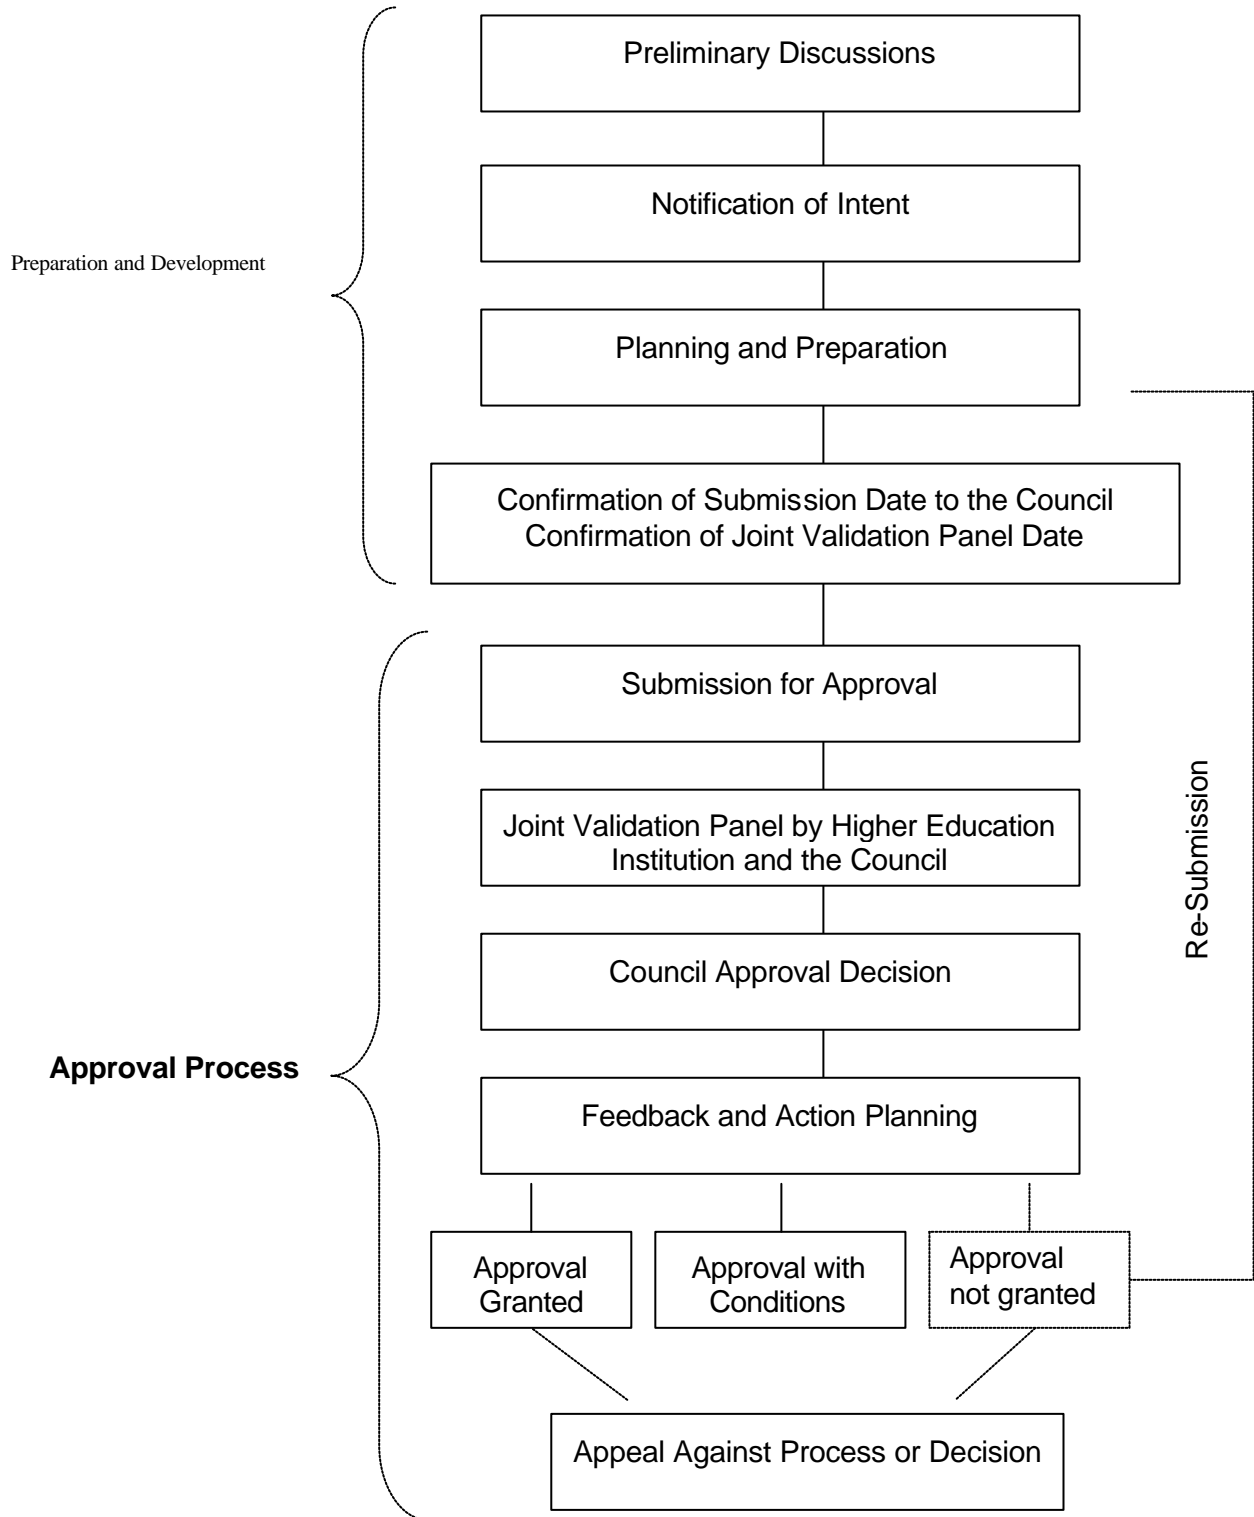 Preliminary Discussions
Notification of Intent
Preparation and Development
Planning and Preparation
Confirmation of Submission Date to the Council
Confirmation of Joint Validation Panel Date
Submission for Approval
Joint Validation Panel by Higher Education
Institution and the Council
Re-Submission
Council Approval Decision
Approval Process
Feedback and Action Planning
Approval
Granted
Approval with
Conditions
Approval
not granted
Appeal Against Process or Decision